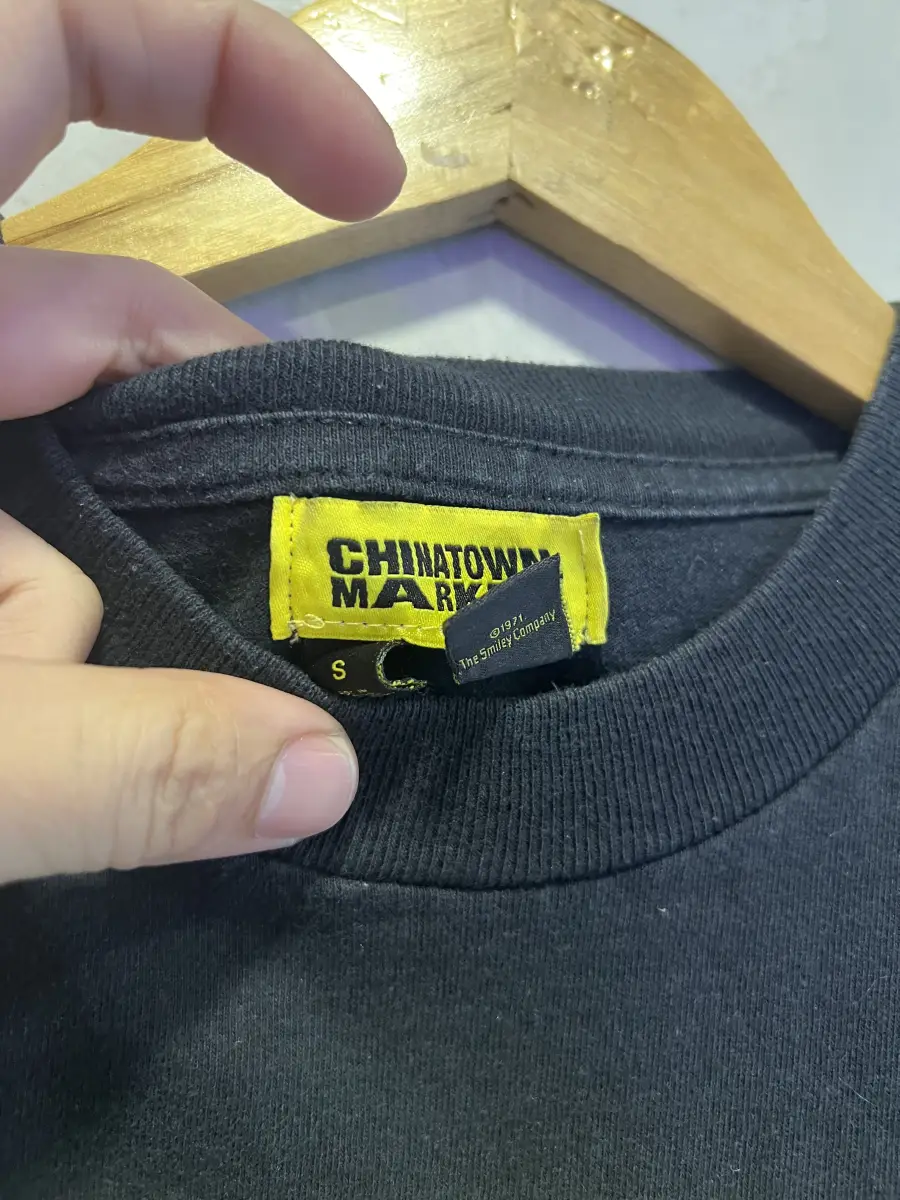 CHINATOWN
MARK
©1971
The Smiley Company
S